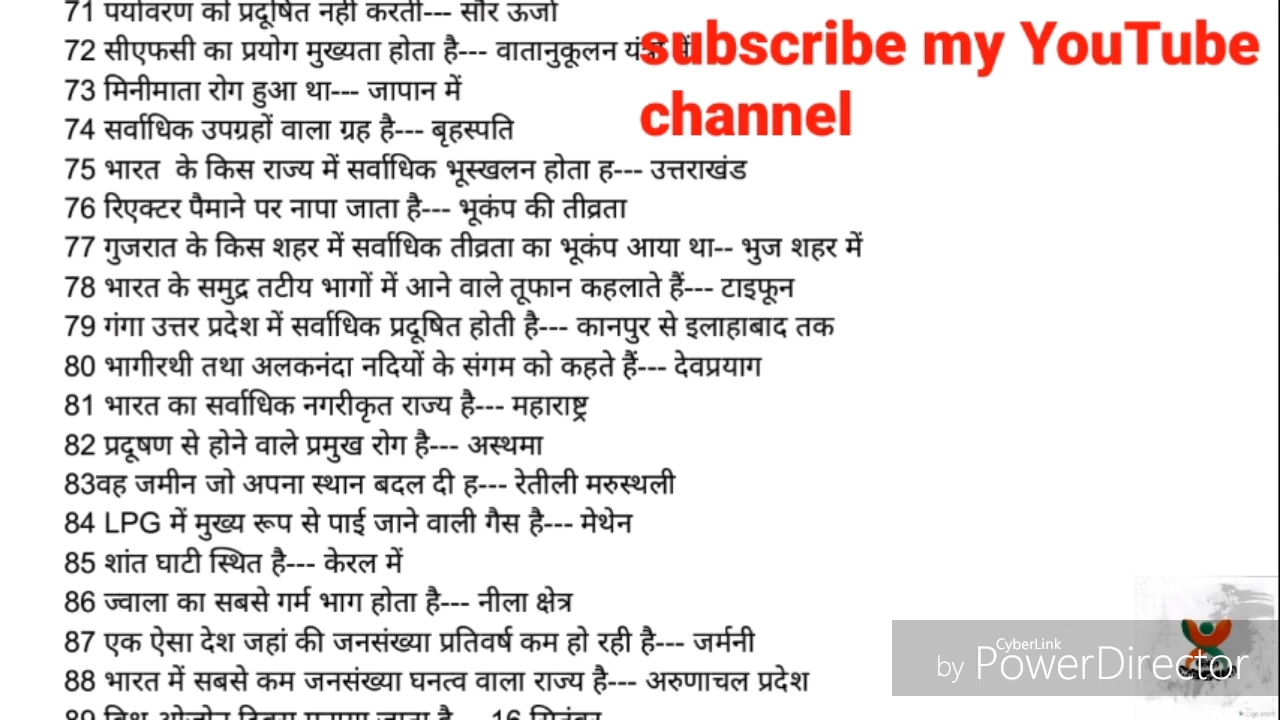 71 पर्यावरण को प्रदूषित नहीं करती--- सौर ऊर्जा
72 सीएफसी का प्रयोग मुख्यता होता है--- वातानुकूलन यंत्रों में
subscribe my YouTube
channel
73 मिनीमाता रोग हुआ था--- जापान में
74 सर्वाधिक उपग्रहों वाला ग्रह है--- बृहस्पति
75 भारत के किस राज्य में सर्वाधिक भूस्खलन होता ह--- उत्तराखंड
76 रिएक्टर पैमाने पर नापा जाता है--- भूकंप की तीव्रता
77 गुजरात के किस शहर में सर्वाधिक तीव्रता का भूकंप आया था-- भुज शहर में
78 भारत के समुद्र तटीय भागों में आने वाले तूफान कहलाते हैं--- टाइफून
79 गंगा उत्तर प्रदेश में सर्वाधिक प्रदूषित होती है--- कानपुर से इलाहाबाद तक
80 भागीरथी तथा अलकनंदा नदियों के संगम को कहते हैं--- देवप्रयाग
81 भारत का सर्वाधिक नगरीकृत राज्य है--- महाराष्ट्र
82 प्रदूषण से होने वाले प्रमुख रोग है--- अस्थमा
83वह जमीन जो अपना स्थान बदल दी ह--- रेतीली मरुस्थली
84 LPG में मुख्य रूप से पाई जाने वाली गैस है--- मेथेन
85 शांत घाटी स्थित है--- केरल में
86 ज्वाला का सबसे गर्म भाग होता है--- नीला क्षेत्र
87 एक ऐसा देश जहां की जनसंख्या प्रतिवर्ष कम हो रही है--- जर्मनी
88 भारत में सबसे कम जनसंख्या घनत्व वाला राज्य है--- अरुणाचल प्रदेश
89 विश्व ओजोन दिवस मनाया जाता है--- 16 सितंबर
CyberLink
by PowerDirector